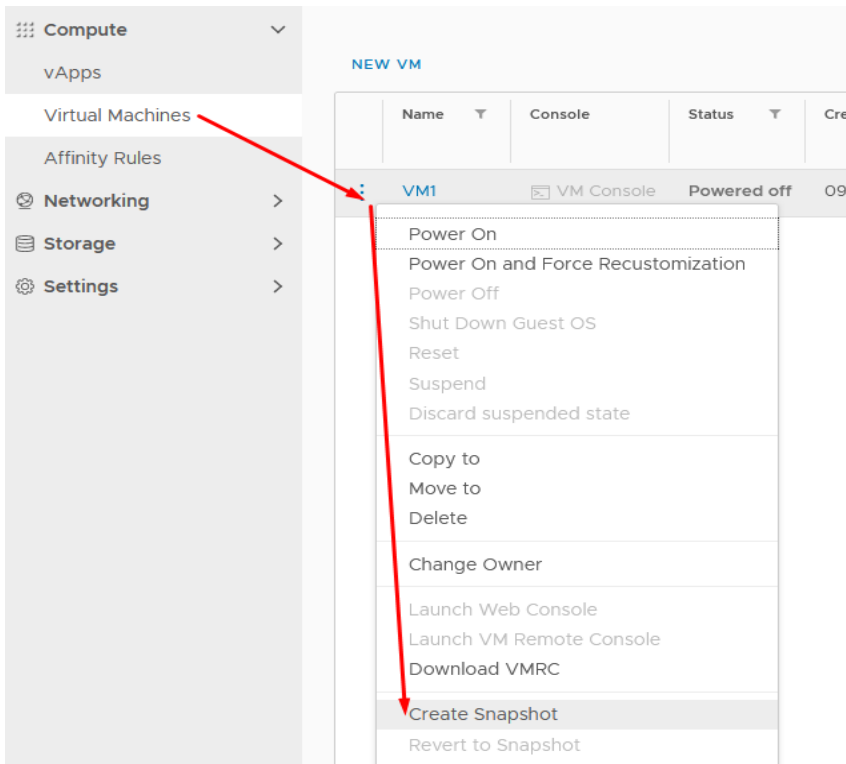 Compute
vApps
Virtual Machines
Affinity Rules
Networking
Storage
Settings
NEW VM
Name Console Status Cre
VM1 VM Console Powered off 09
Power On
Power On and Force Recustomization
Power Off
Shut Down Guest OS
Reset
Suspend
Discard suspended state
Copy to
Move to
Delete
Change Owner
Launch Web Console
Launch VM Remote Console
Download VMRC
Create Snapshot
Revert to Snapshot